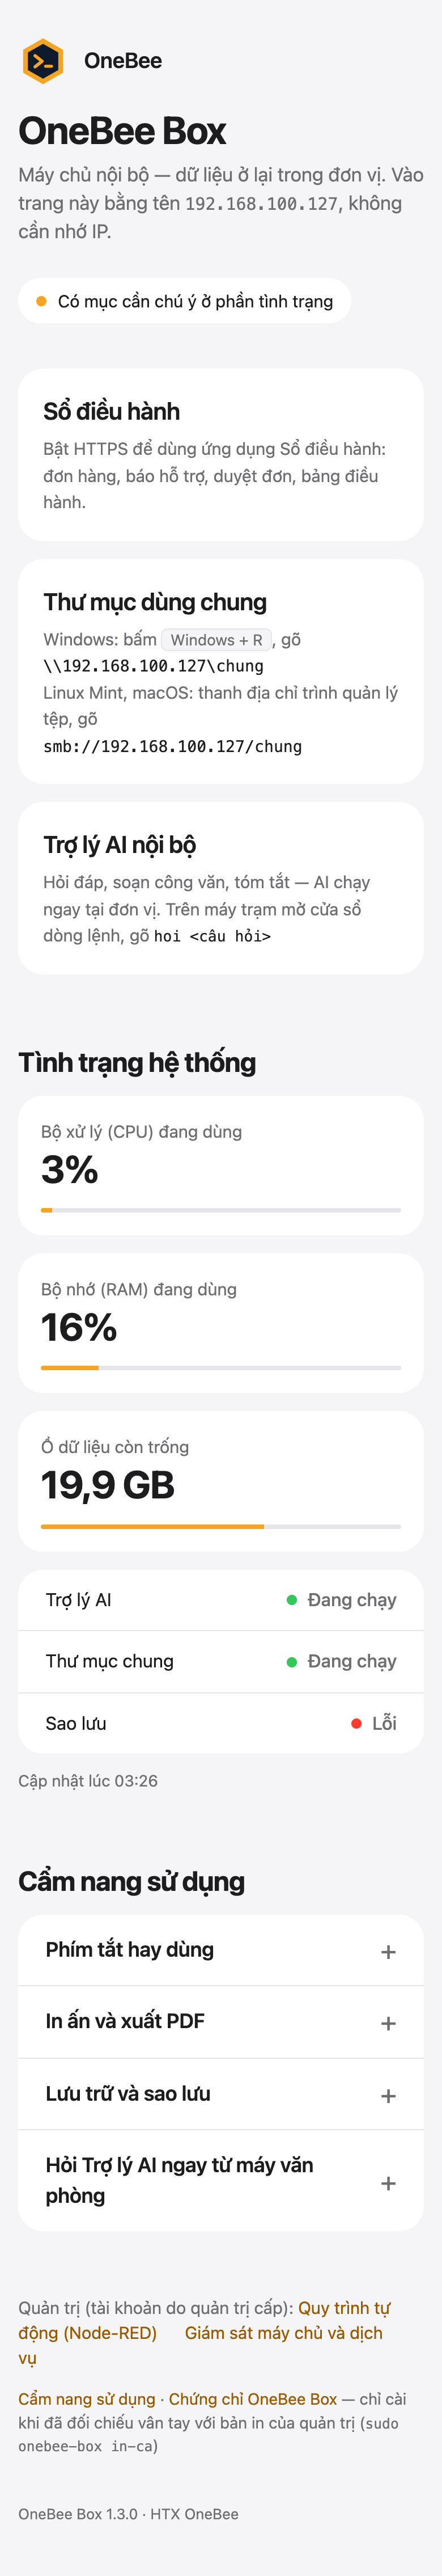 OneBee
OneBee Box
Máy chủ nội bộ — dữ liệu ở lại trong đơn vị. Vào
trang này bằng tên 192.168.100.127, không
cần nhớ IP.
Có mục cần chú ý ở phần tình trạng
Sổ điều hành
Bật HTTPS để dùng ứng dụng Sổ điều hành:
đơn hàng, báo hỗ trợ, duyệt đơn, bảng điều
hành.
Thư mục dùng chung
Windows: bấm Windows + R, gõ
\\192.168.100.127\chung
Linux Mint, macOS: thanh địa chỉ trình quản lý
tệp, gõ
smb://192.168.100.127/chung
Trợ lý AI nội bộ
Hỏi đáp, soạn công văn, tóm tắt — AI chạy
ngay tại đơn vị. Trên máy trạm mở cửa sổ
dòng lệnh, gõ hoi <câu hỏi>
Tình trạng hệ thống
Bộ xử lý (CPU) đang dùng
3%
Bộ nhớ (RAM) đang dùng
16%
Ổ dữ liệu còn trống
19,9 GB
Trợ lý AI Đang chạy
Thư mục chung Đang chạy
Sao lưu Lỗi
Cập nhật lúc 03:26
Cẩm nang sử dụng
Phím tắt hay dùng +
In ấn và xuất PDF +
Lưu trữ và sao lưu +
Hỏi Trợ lý AI ngay từ máy văn
phòng +
Quản trị (tài khoản do quản trị cấp): Quy trình tự
động (Node-RED) Giám sát máy chủ và dịch
vụ
Cẩm nang sử dụng · Chứng chỉ OneBee Box — chỉ cài
khi đã đối chiếu vân tay với bản in của quản trị (sudo
onebee-box in-ca)
OneBee Box 1.3.0 · HTX OneBee